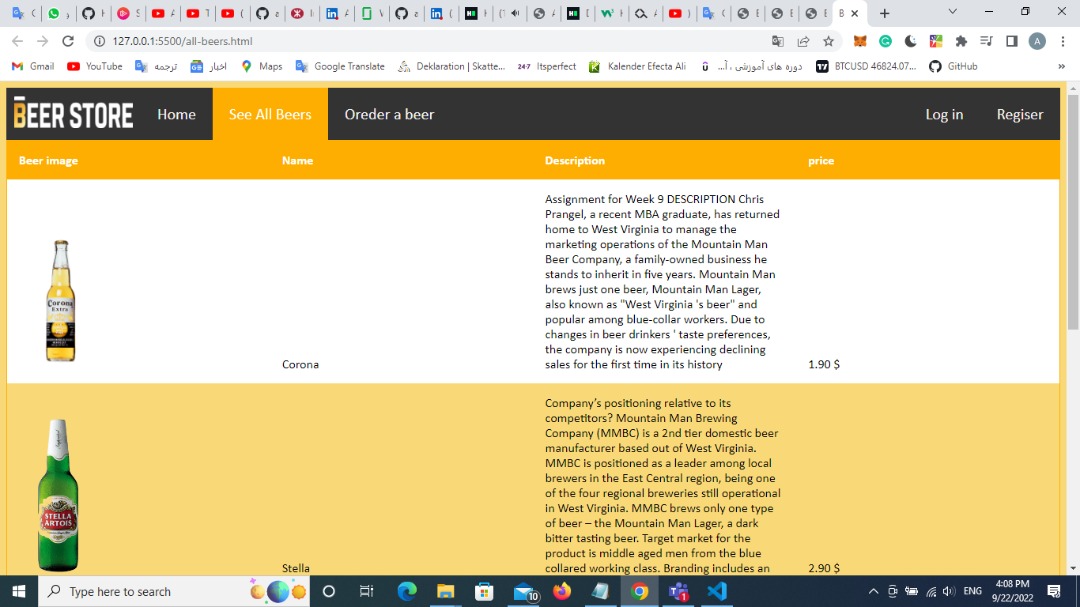 127.0.0.1:5500/all-beers.html
Gmail YouTube ترجمه اخبار Maps Google Translate Deklaration | Skatte... 24-7 Itsperfect Kalender Efecta Ali دوره های آموزشی ، آ... BTCUSD 46824.07... GitHub »
BEER STORE Home See All Beers Oreder a beer Log in Regiser
Beer image Name Description price
Assignment for Week 9 DESCRIPTION Chris
Prangel, a recent MBA graduate, has returned
home to West Virginia to manage the
marketing operations of the Mountain Man
Beer Company, a family-owned business he
stands to inherit in five years. Mountain Man
brews just one beer, Mountain Man Lager,
also known as "West Virginia 's beer" and
popular among blue-collar workers. Due to
changes in beer drinkers ' taste preferences,
the company is now experiencing declining
sales for the first time in its history
Corona
Extra
Corona 1.90 $
Company’s positioning relative to its
competitors? Mountain Man Brewing
Company (MMBC) is a 2nd tier domestic beer
manufacturer based out of West Virginia.
MMBC is positioned as a leader among local
brewers in the East Central region, being one
of the four regional breweries still operational
in West Virginia. MMBC brews only one type
of beer – the Mountain Man Lager, a dark
bitter tasting beer. Target market for the
product is middle aged men from the blue
collared working class. Branding includes an
STELLA
ARTOIS
Stella 2.90 $
Type here to search
10
1
ENG
4:08 PM
9/22/2022